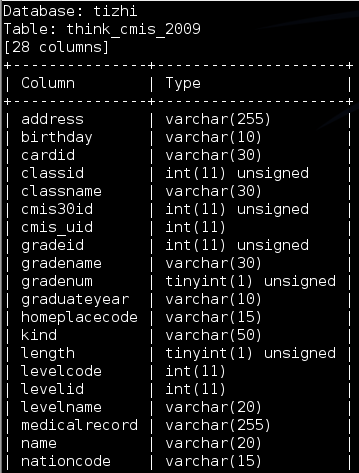 Database: tizhi
Table: think_cmis_2009
[28 columns]
+---------------+----------------------+
| Column | Type |
+---------------+----------------------+
| address | varchar(255)
| birthday | varchar(10)
| cardid | varchar(30)
| classid | int(11) unsigned |
| classname | varchar(30)
| cmis30id | int(11) unsigned |
| cmis_uid | int(11)
| gradeid | int(11) unsigned |
| gradename | varchar(30)
| gradenum | tinyint(1) unsigned |
| graduateyear | varchar(10)
| homeplacecode | varchar(15)
| kind | varchar(50)
| length | tinyint(1) unsigned |
| levelcode | int(11)
| levelid | int(11)
| levelname | varchar(20)
| medicalrecord | varchar(255)
| name | varchar(20)
| nationcode | varchar(15)